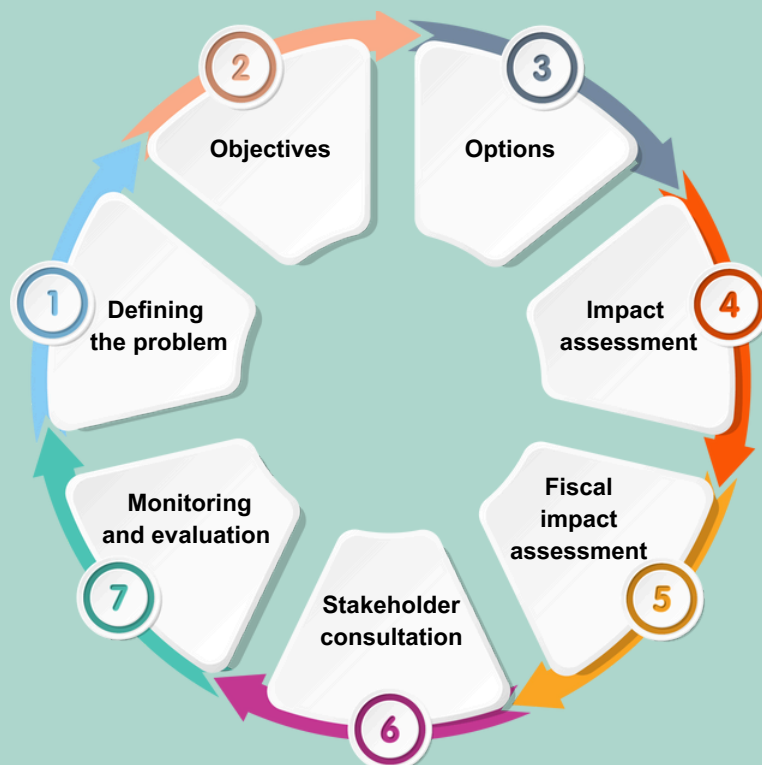 1
Defining
the problem
2
Objectives
3
Options
4
Impact
assessment
5
Fiscal
impact
assessment
6
Stakeholder
consultation
7
Monitoring
and evaluation